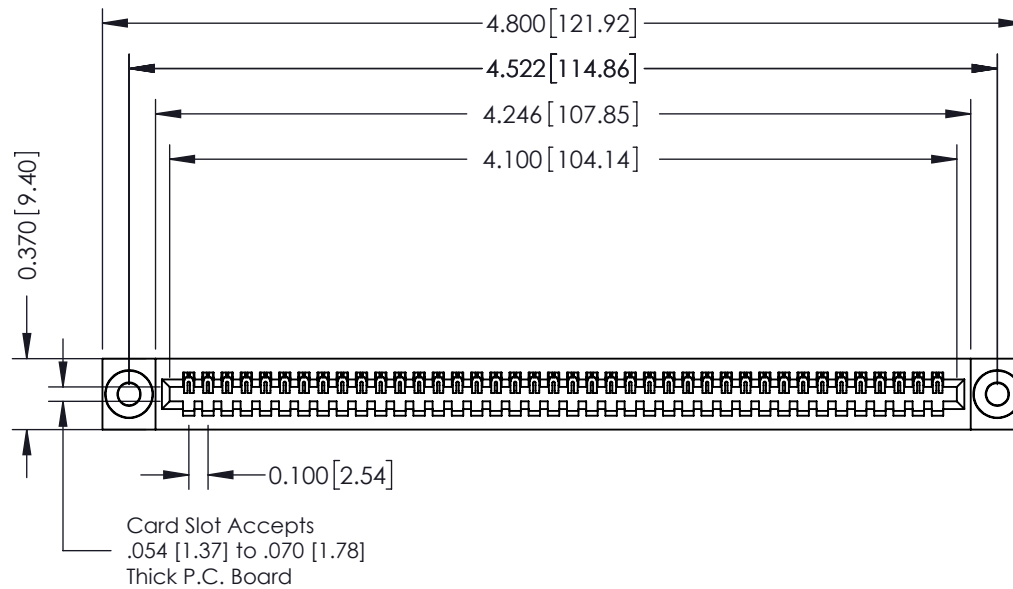 4.800[121.92]
4.522[114.86]
4.246[107.85]
4.100[104.14]
0.370[9.40]
0.100[2.54]
Card Slot Accepts
.054 [1.37] to .070 [1.78]
Thick P.C. Board